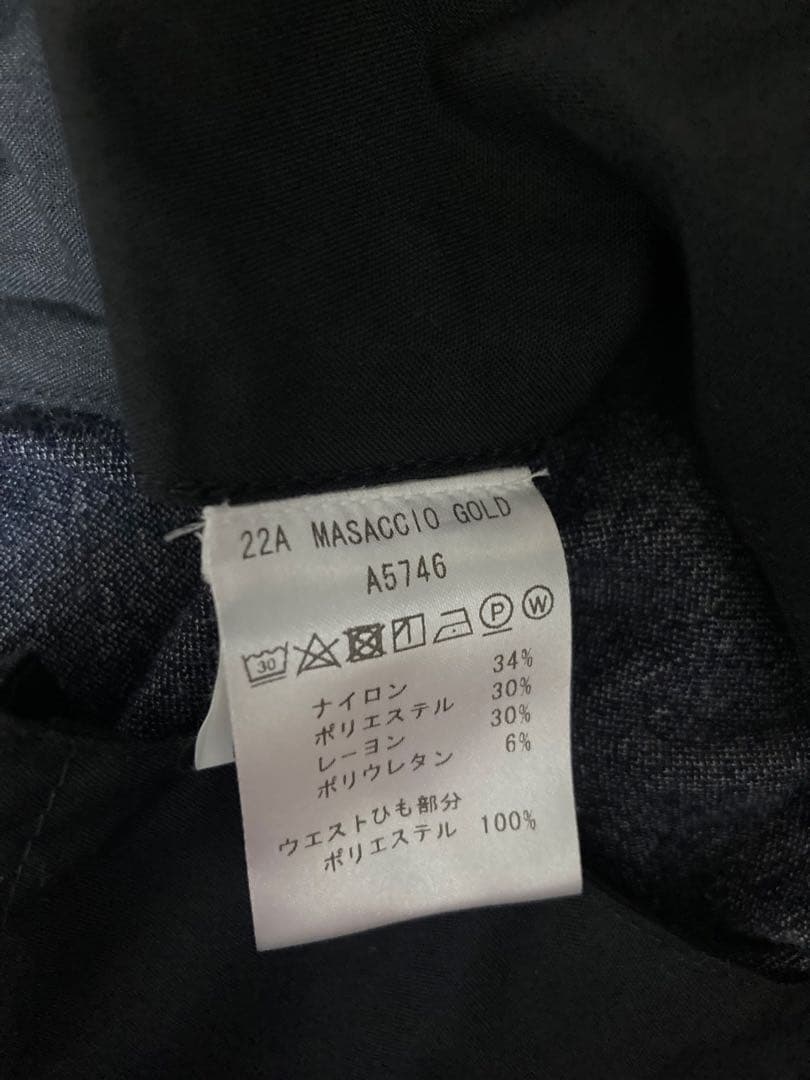 22A MASACCIO GOLD
A5746
30 P W
ナイロン 34%
ポリエステル 30%
レーヨン 30%
ポリウレタン 6%
ウエストひも部分
ポリエステル 100%